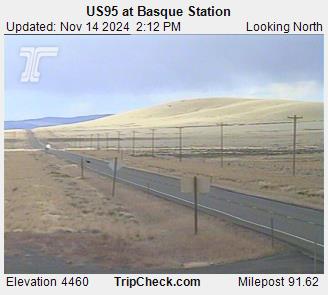 US95 at Basque Station
Updated: Nov 14 2024 2:12 PM Looking North
Elevation 4460 TripCheck.com Milepost 91.62